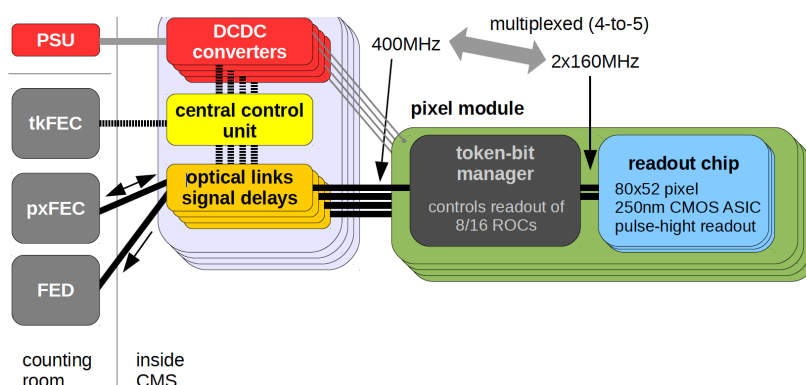 multiplexed (4-to-5)
PSU
DCDC
converters
400MHz
2x160MHz
tkFEC
central control
unit
pixel module
token-bit
manager
controls readout of
8/16 ROCs
readout chip
80x52 pixel
250nm CMOS ASIC
pulse-hight readout
pxFEC
optical links
signal delays
FED
counting
room
inside
CMS